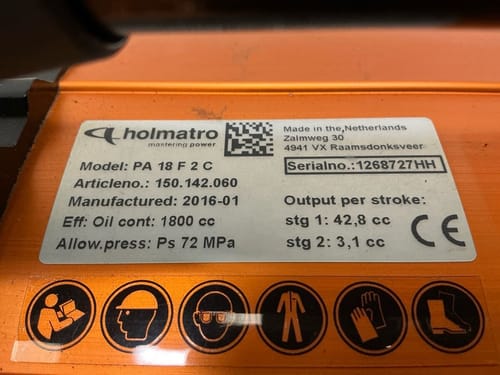 holmatro
mastering power
Made in the Netherlands
Zalmweg 30
4941 VX Raamsdonksveer
Model: PA 18 F 2 C
Articleno.: 150.142.060
Manufactured: 2016-01
Eff: Oil cont: 1800 cc
Allow.press: Ps 72 MPa
Serialno.: 1268727HH
Output per stroke:
stg 1: 42,8 cc
stg 2: 3,1 cc
CE